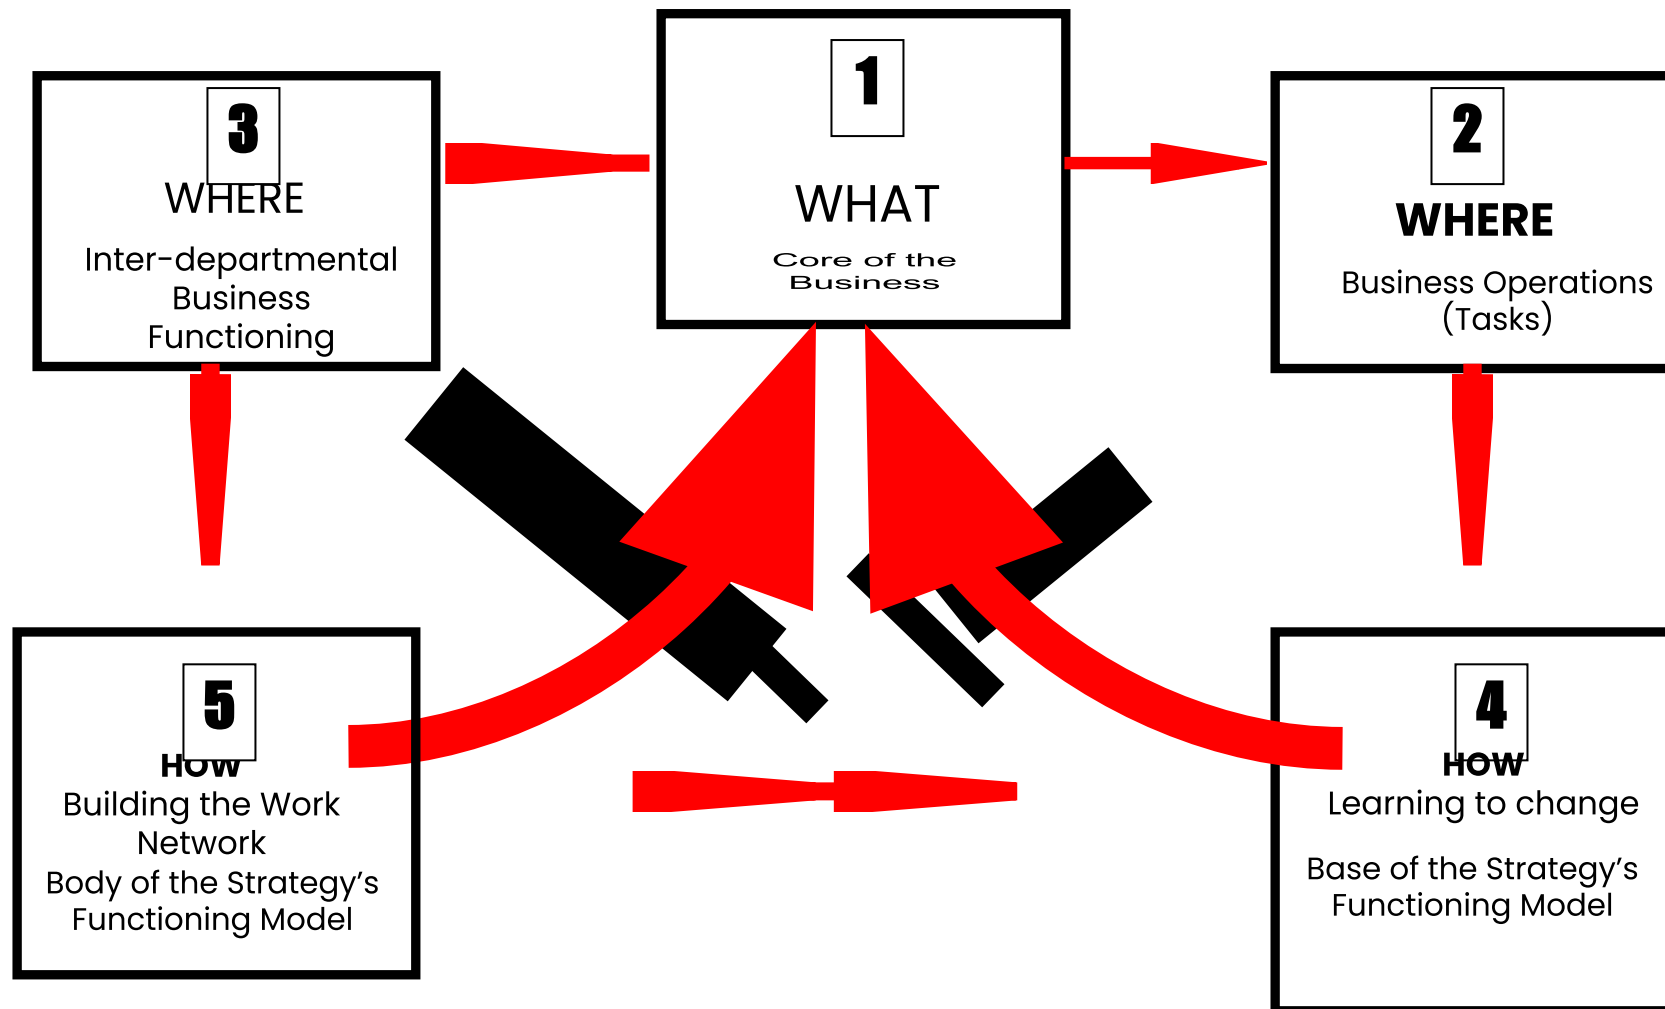 1
WHAT
Core of the
Business
2
WHERE
Business Operations
(Tasks)
3
WHERE
Inter-departmental
Business
Functioning
4
HOW
Learning to change
Base of the Strategy’s
Functioning Model
5
HOW
Building the Work
Network
Body of the Strategy’s
Functioning Model